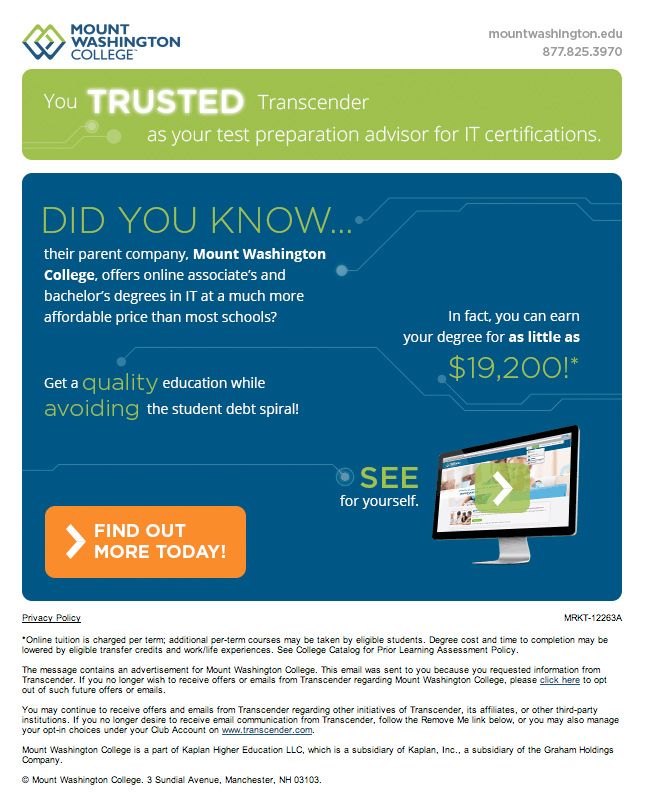 MOUNT
WASHINGTON
COLLEGE™
mountwashington.edu
877.825.3970
You TRUSTED Transcender
as your test preparation advisor for IT certifications.
DID YOU KNOW...
their parent company, Mount Washington
College, offers online associate's and
bachelor's degrees in IT at a much more
affordable price than most schools?
In fact, you can earn
your degree for as little as
$19,200!*
Get a quality education while
avoiding the student debt spiral!
SEE
for yourself.
FIND OUT
MORE TODAY!
Privacy Policy
MRKT-12263A
*Online tuition is charged per term; additional per-term courses may be taken by eligible students. Degree cost and time to completion may be
lowered by eligible transfer credits and work/life experiences. See College Catalog for Prior Learning Assessment Policy.
The message contains an advertisement for Mount Washington College. This email was sent to you because you requested information from
Transcender. If you no longer wish to receive offers or emails from Transcender regarding Mount Washington College, please click here to opt
out of such future offers or emails.
You may continue to receive offers and emails from Transcender regarding other initiatives of Transcender, its affiliates, or other third-party
institutions. If you no longer desire to receive email communication from Transcender, follow the Remove Me link below, or you may also manage
your opt-in choices under your Club Account on www.transcender.com.
Mount Washington College is a part of Kaplan Higher Education LLC, which is a subsidiary of Kaplan, Inc., a subsidiary of the Graham Holdings
Company.
© Mount Washington College. 3 Sundial Avenue, Manchester, NH 03103.